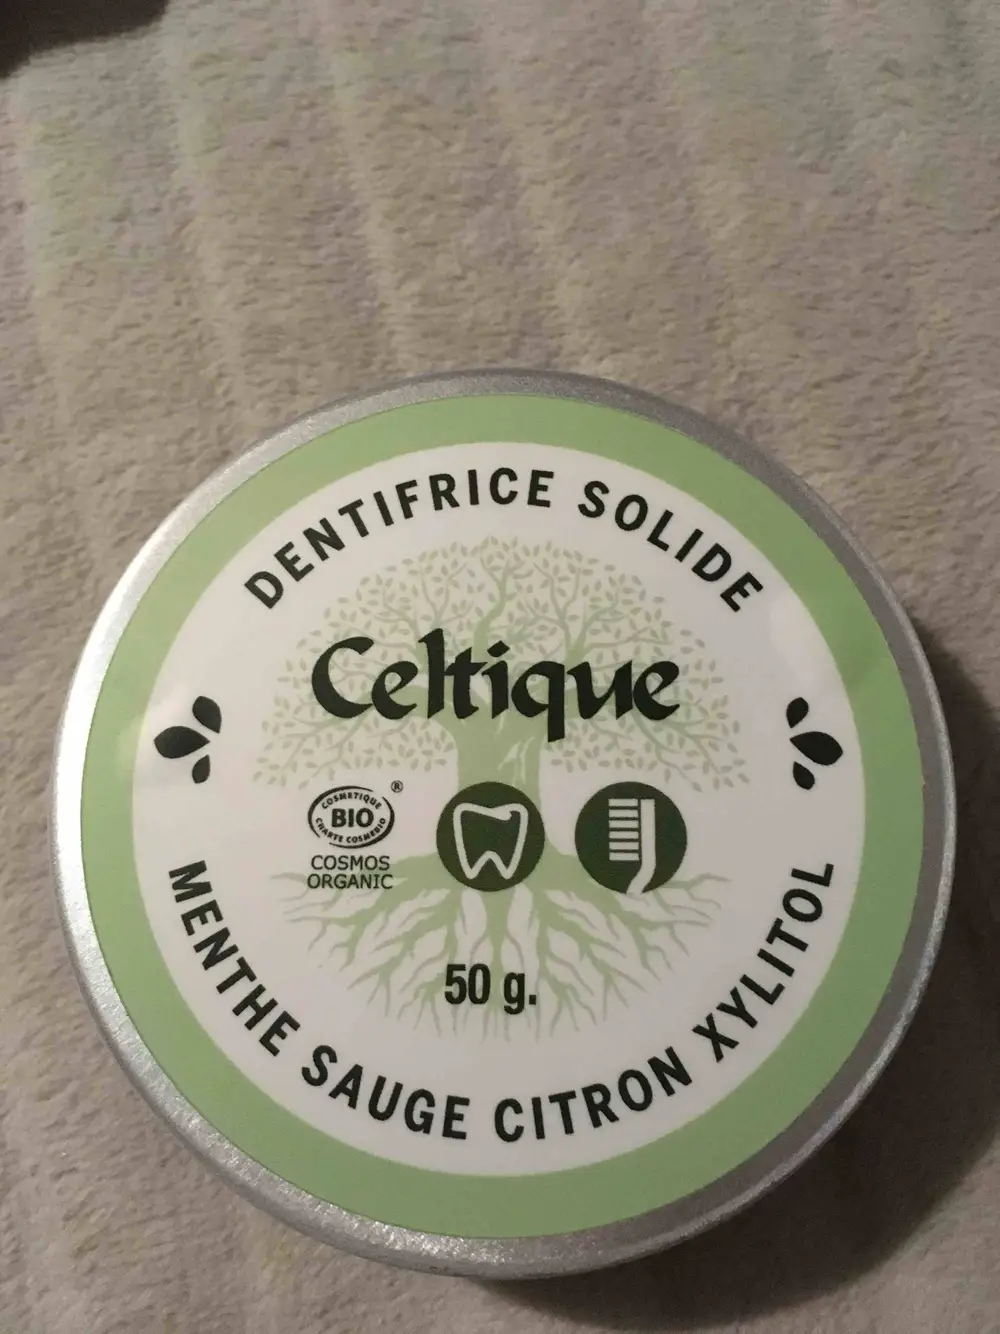 DENTIFRICE SOLIDE
Celtique
COSMETIQUE
BIO
CHARTE COSMEBIO
®
COSMOS
ORGANIC
50 g.
MENTHE SAUGE CITRON XYLITOL